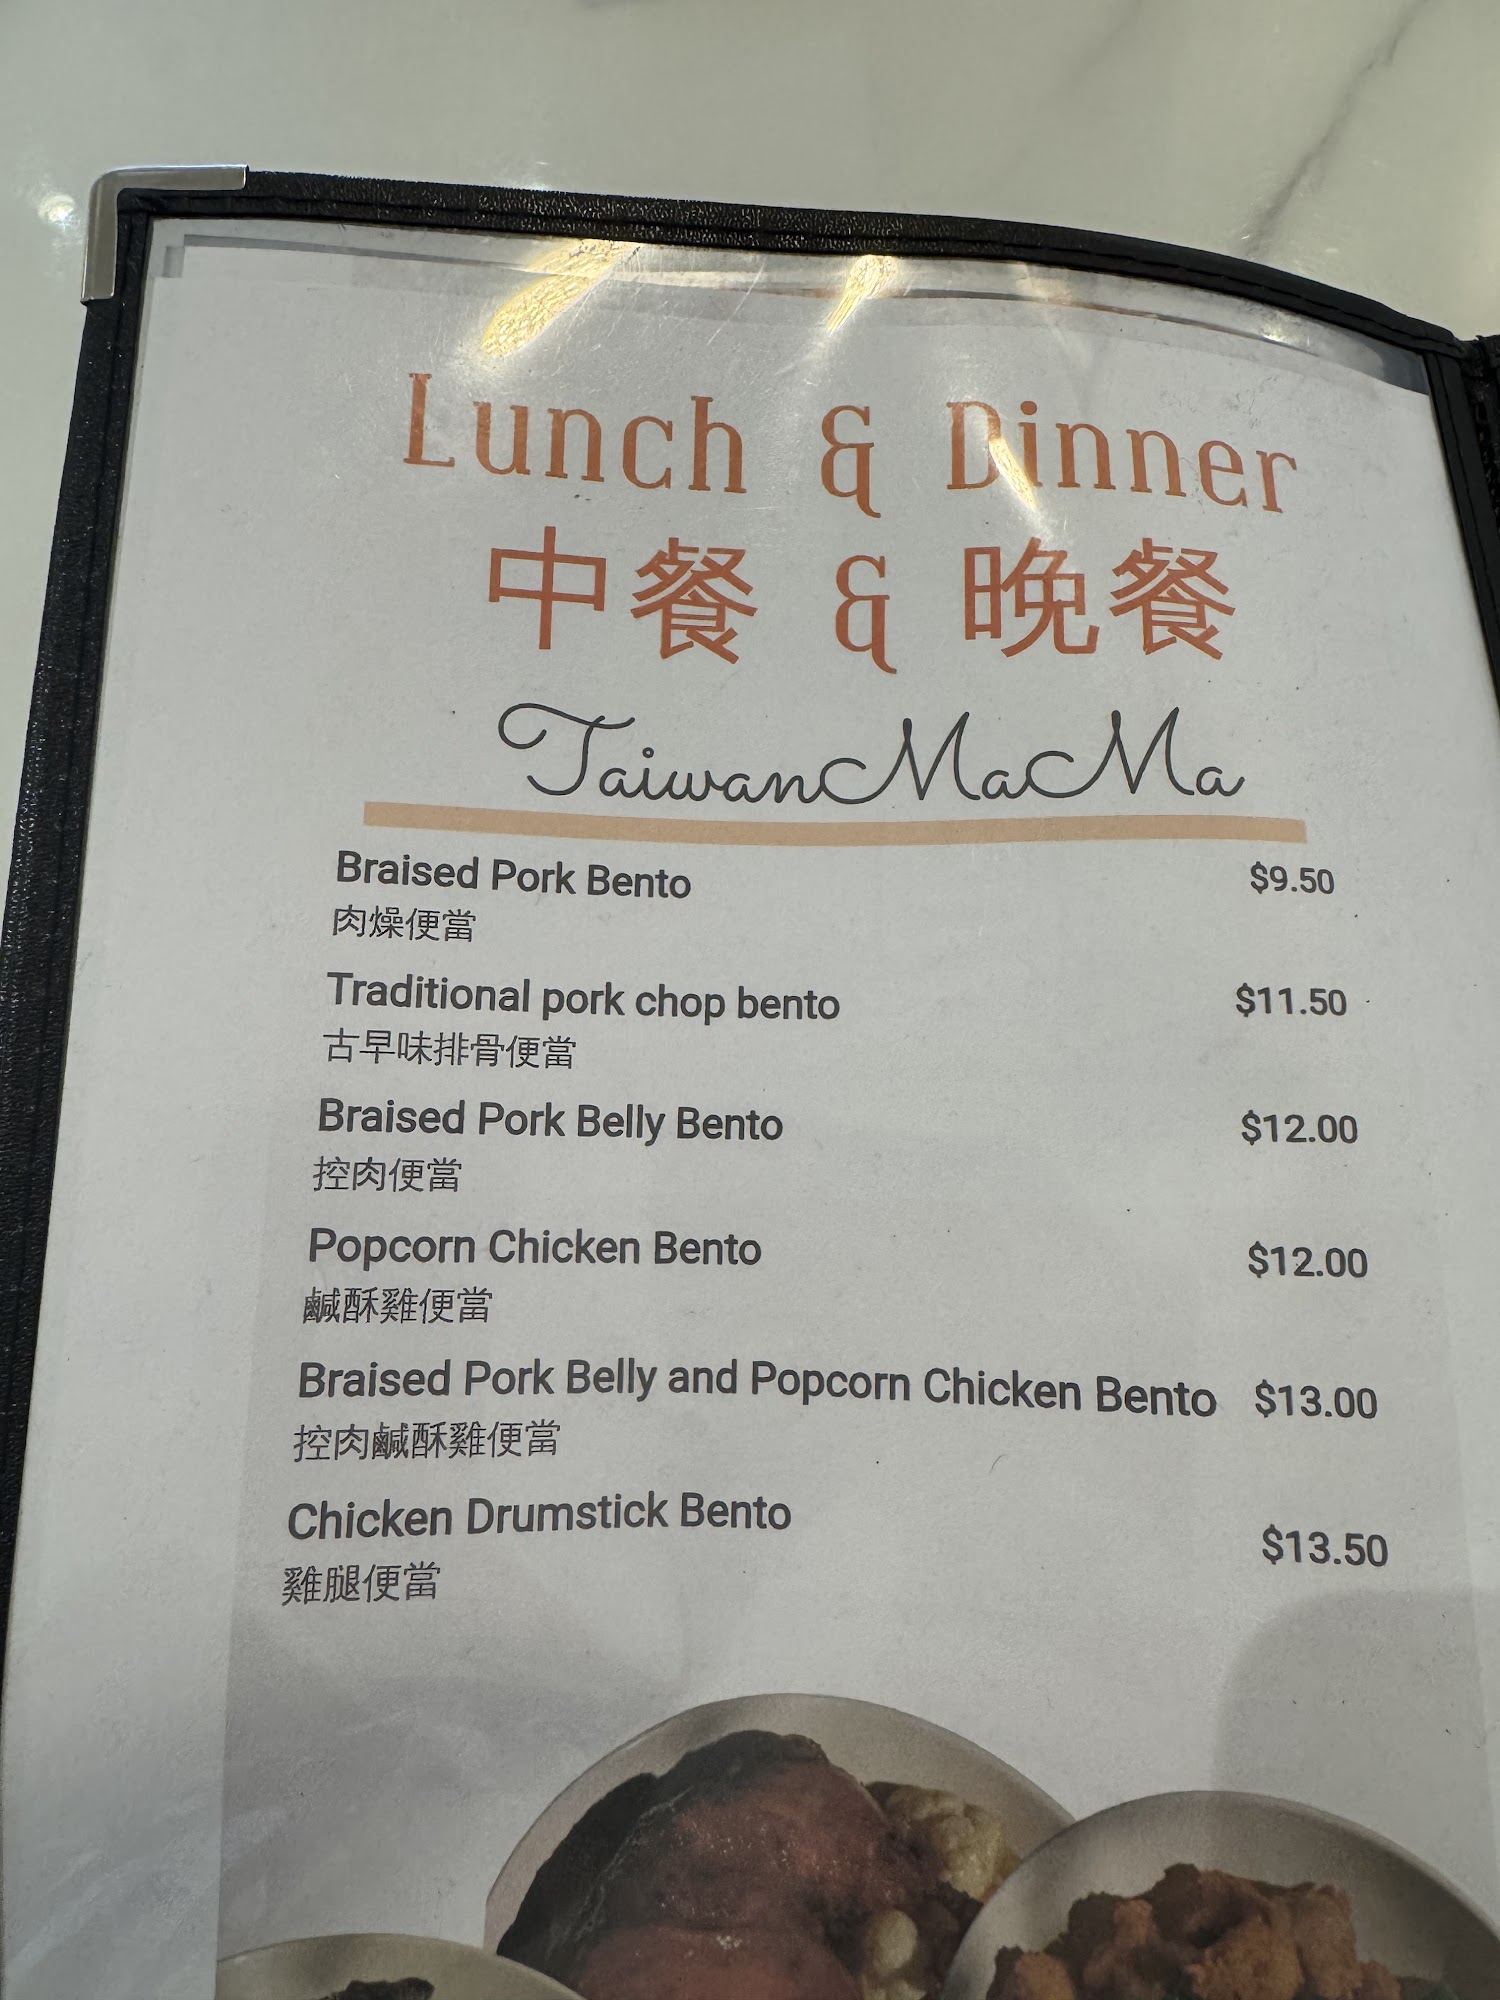 Lunch & Dinner
中餐 & 晚餐
TaiwanMaMa
Braised Pork Bento $9.50
肉燥便當
Traditional pork chop bento $11.50
古早味排骨便當
Braised Pork Belly Bento $12.00
控肉便當
Popcorn Chicken Bento $12.00
鹹酥雞便當
Braised Pork Belly and Popcorn Chicken Bento $13.00
控肉鹹酥雞便當
Chicken Drumstick Bento $13.50
雞腿便當